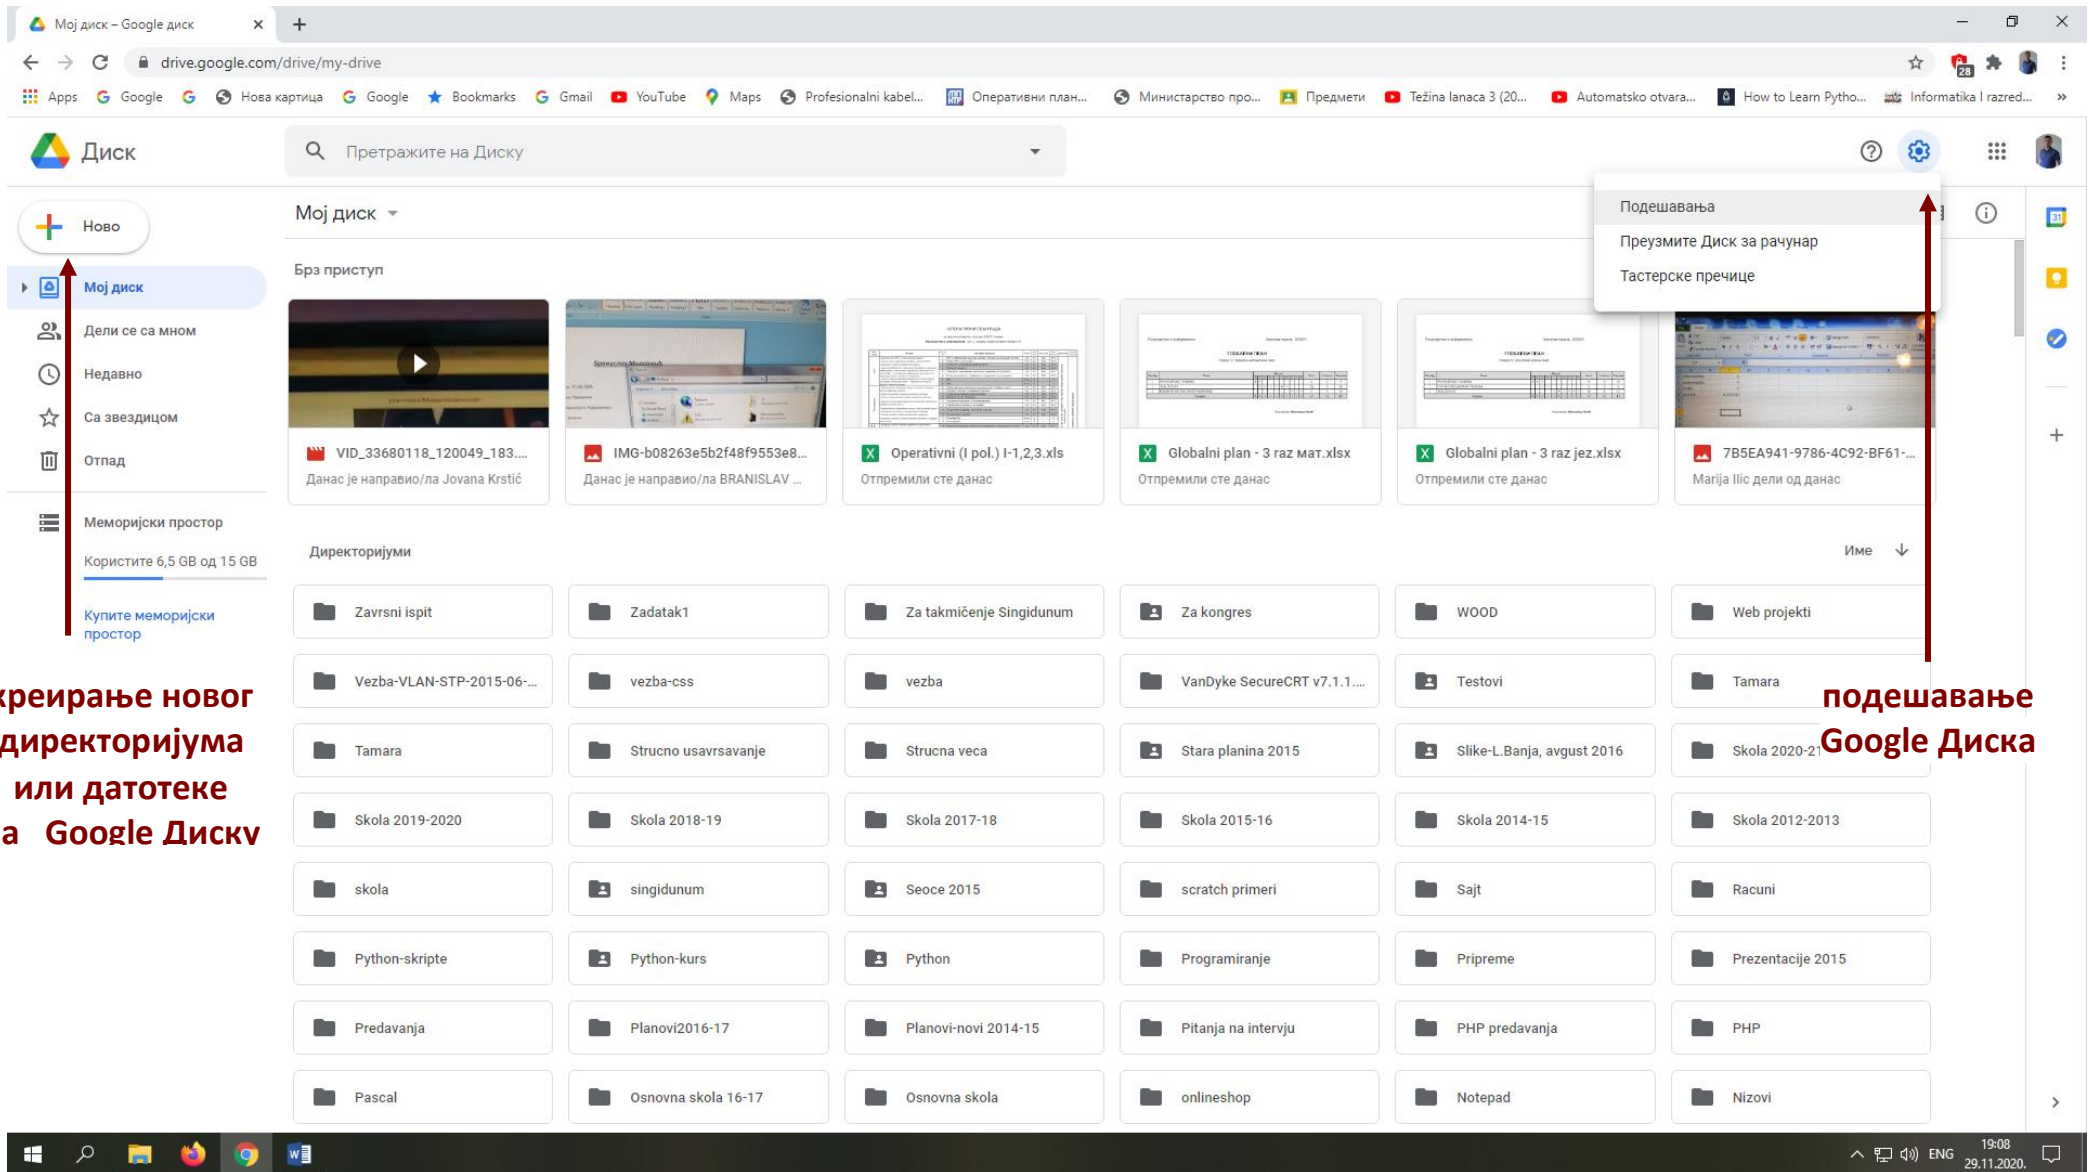 Мој диск – Google диск
drive.google.com/drive/my-drive
28
Apps Google Нова картица Google Bookmarks Gmail YouTube Maps Profesionalni kabel... Оперативни план... Министарство про... Предмети Težina lanaca 3 (20... Automatsko otvara... How to Learn Pytho... Informatika I razred... »
Диск
Претражите на Диску
Ново
Мој диск
Подешавања
Преузмите Диск за рачунар
Тастерске пречице
31
Мој диск
Дели се са мном
Недавно
Са звездицом
Отпад
Меморијски простор
Користите 6,5 GB од 15 GB
Купите меморијски
простор
Брз приступ
VID_33680118_120049_183....
Данас је направио/ла Jovana Krstić
IMG-b08263e5b2f48f9553e8...
Данас је направио/ла BRANISLAV ...
Operativni (I pol.) I-1,2,3.xls
Отпремили сте данас
Globalni plan - 3 raz мат.xlsx
Отпремили сте данас
Globalni plan - 3 raz jez.xlsx
Отпремили сте данас
7B5EA941-9786-4C92-BF61-...
Marija Ilic дели од данас
Директоријуми
Име
Zavrsni ispit Zadatak1 Za takmičenje Singidunum Za kongres WOOD Web projekti
Vezba-VLAN-STP-2015-06-... vezba-css vezba VanDyke SecureCRT v7.1.1.... Testovi Tamara
Tamara Strucno usavrsavanje Strucna veca Stara planina 2015 Slike-L.Banja, avgust 2016 Skola 2020-21
Skola 2019-2020 Skola 2018-19 Skola 2017-18 Skola 2015-16 Skola 2014-15 Skola 2012-2013
skola singidunum Seoce 2015 scratch primeri Sajt Racuni
Python-skripte Python-kurs Python Programiranje Pripreme Prezentacije 2015
Predavanja Planovi2016-17 Planovi-novi 2014-15 Pitanja na intervju PHP predavanja PHP
Pascal Osnovna skola 16-17 Osnovna skola onlineshop Notepad Nizovi
креирање новог
директоријума
или датотеке
а Google Диску
подешавање
Google Диска
ENG
19:08
29.11.2020.